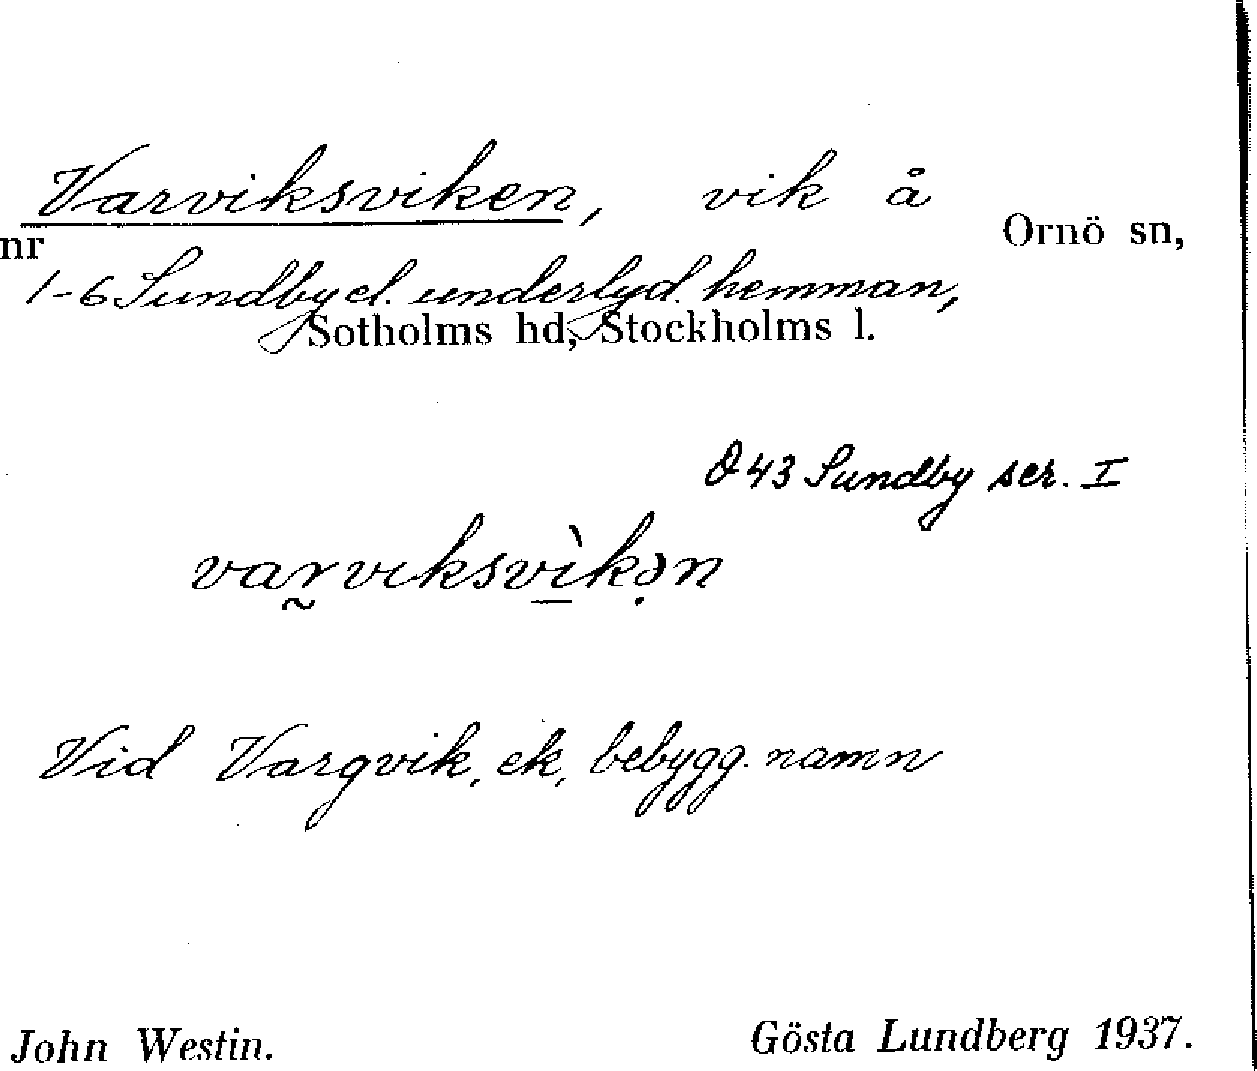 Varviksviken, vik å Ornö sn,
nr
1-6 Sundby el. underlyd. hemman,
Sotholms hd, Stockholms l.
O 43 Sundby ser. I
varviksvìkən
Vid Vargvik, ek, bebygg. namn
John Westin. Gösta Lundberg 1937.